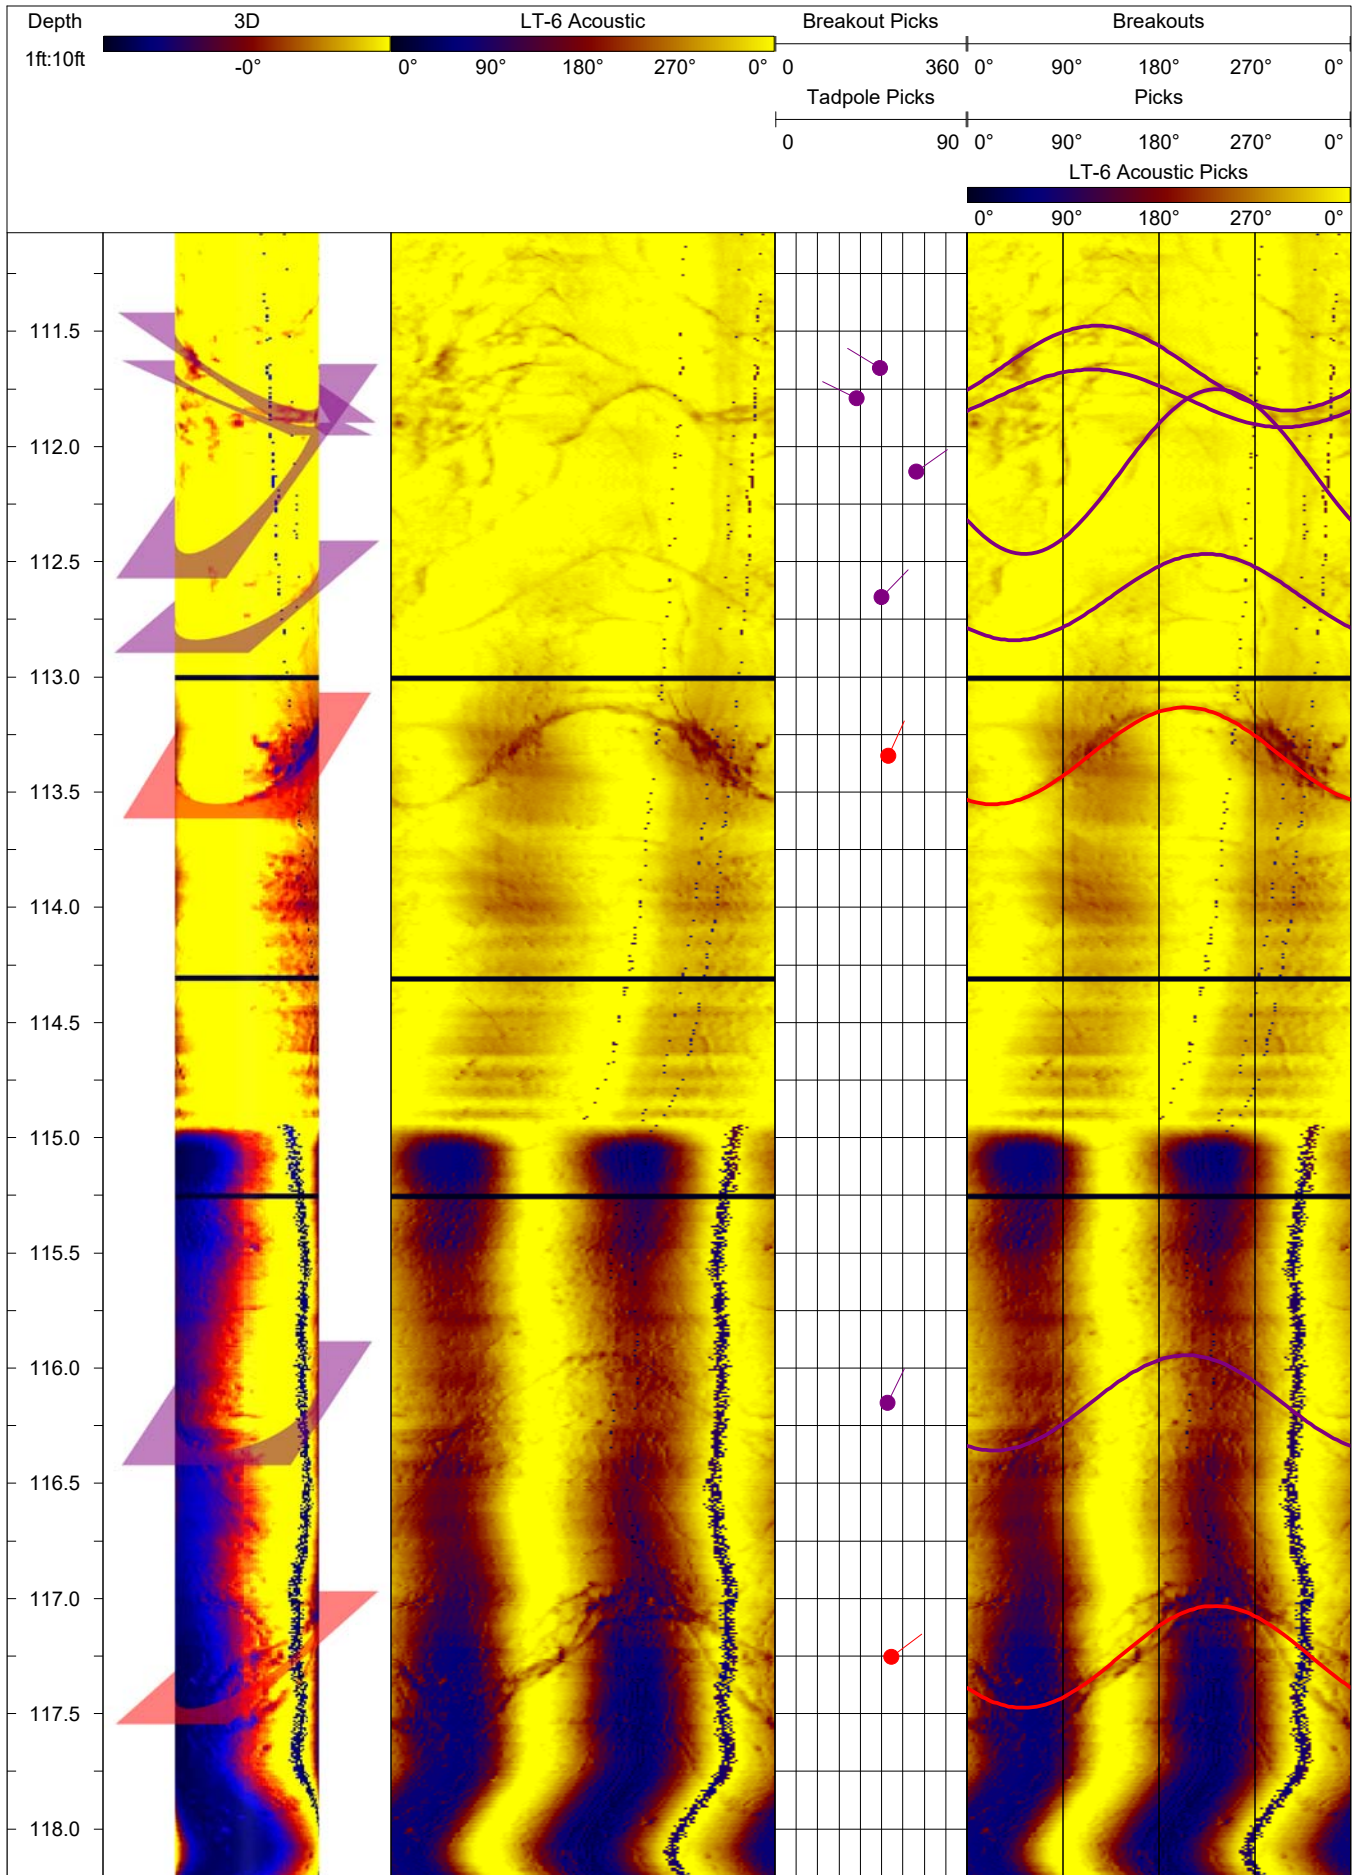 Depth 3D LT-6 Acoustic Breakout Picks Breakouts
1ft:10ft -0° 0° 90° 180° 270° 0° 0 360 0° 90° 180° 270° 0°
Tadpole Picks Picks
0 90 0° 90° 180° 270° 0°
LT-6 Acoustic Picks
0° 90° 180° 270° 0°
111.5
112.0
112.5
113.0
113.5
114.0
114.5
115.0
115.5
116.0
116.5
117.0
117.5
118.0